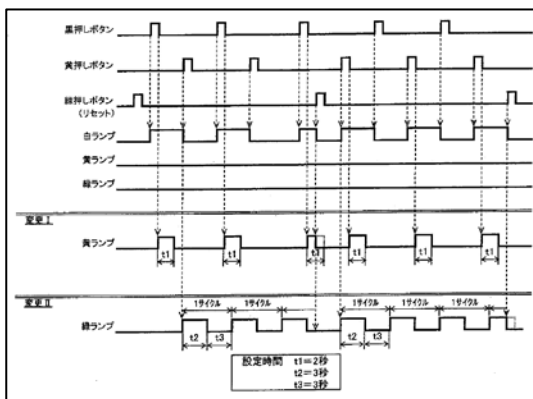 黒押しボタン
黄押しボタン
緑押しボタン
(リセット)
白ランプ
黄ランプ
緑ランプ
変更Ⅰ
黄ランプ
t1 t1 t1 t1 t1 t1
変更Ⅱ
1サイクル 1サイクル 1サイクル 1サイクル 1サイクル
緑ランプ
t2 t3 t2 t3
設定時間 t1=2秒
t2=3秒
t3=3秒